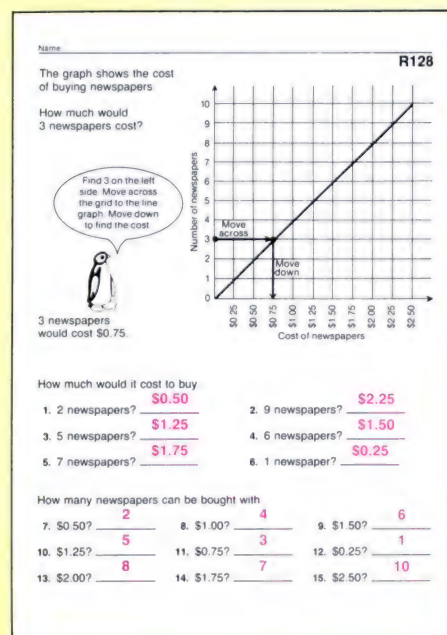 Name
R128
The graph shows the cost
of buying newspapers.
How much would
3 newspapers cost?
Find 3 on the left
side. Move across
the grid to the line
graph. Move down
to find the cost.
3 newspapers
would cost $0.75.
Number of newspapers
10
9
8
7
6
5
4
3
2
1
0
Move
across
Move
down
$0.25 $0.50 $0.75 $1.00 $1.25 $1.50 $1.75 $2.00 $2.25 $2.50
Cost of newspapers
How much would it cost to buy
1. 2 newspapers? $0.50 2. 9 newspapers? $2.25
3. 5 newspapers? $1.25 4. 6 newspapers? $1.50
5. 7 newspapers? $1.75 6. 1 newspaper? $0.25
How many newspapers can be bought with
7. $0.50? 2 8. $1.00? 4 9. $1.50? 6
10. $1.25? 5 11. $0.75? 3 12. $0.25? 1
13. $2.00? 8 14. $1.75? 7 15. $2.50? 10